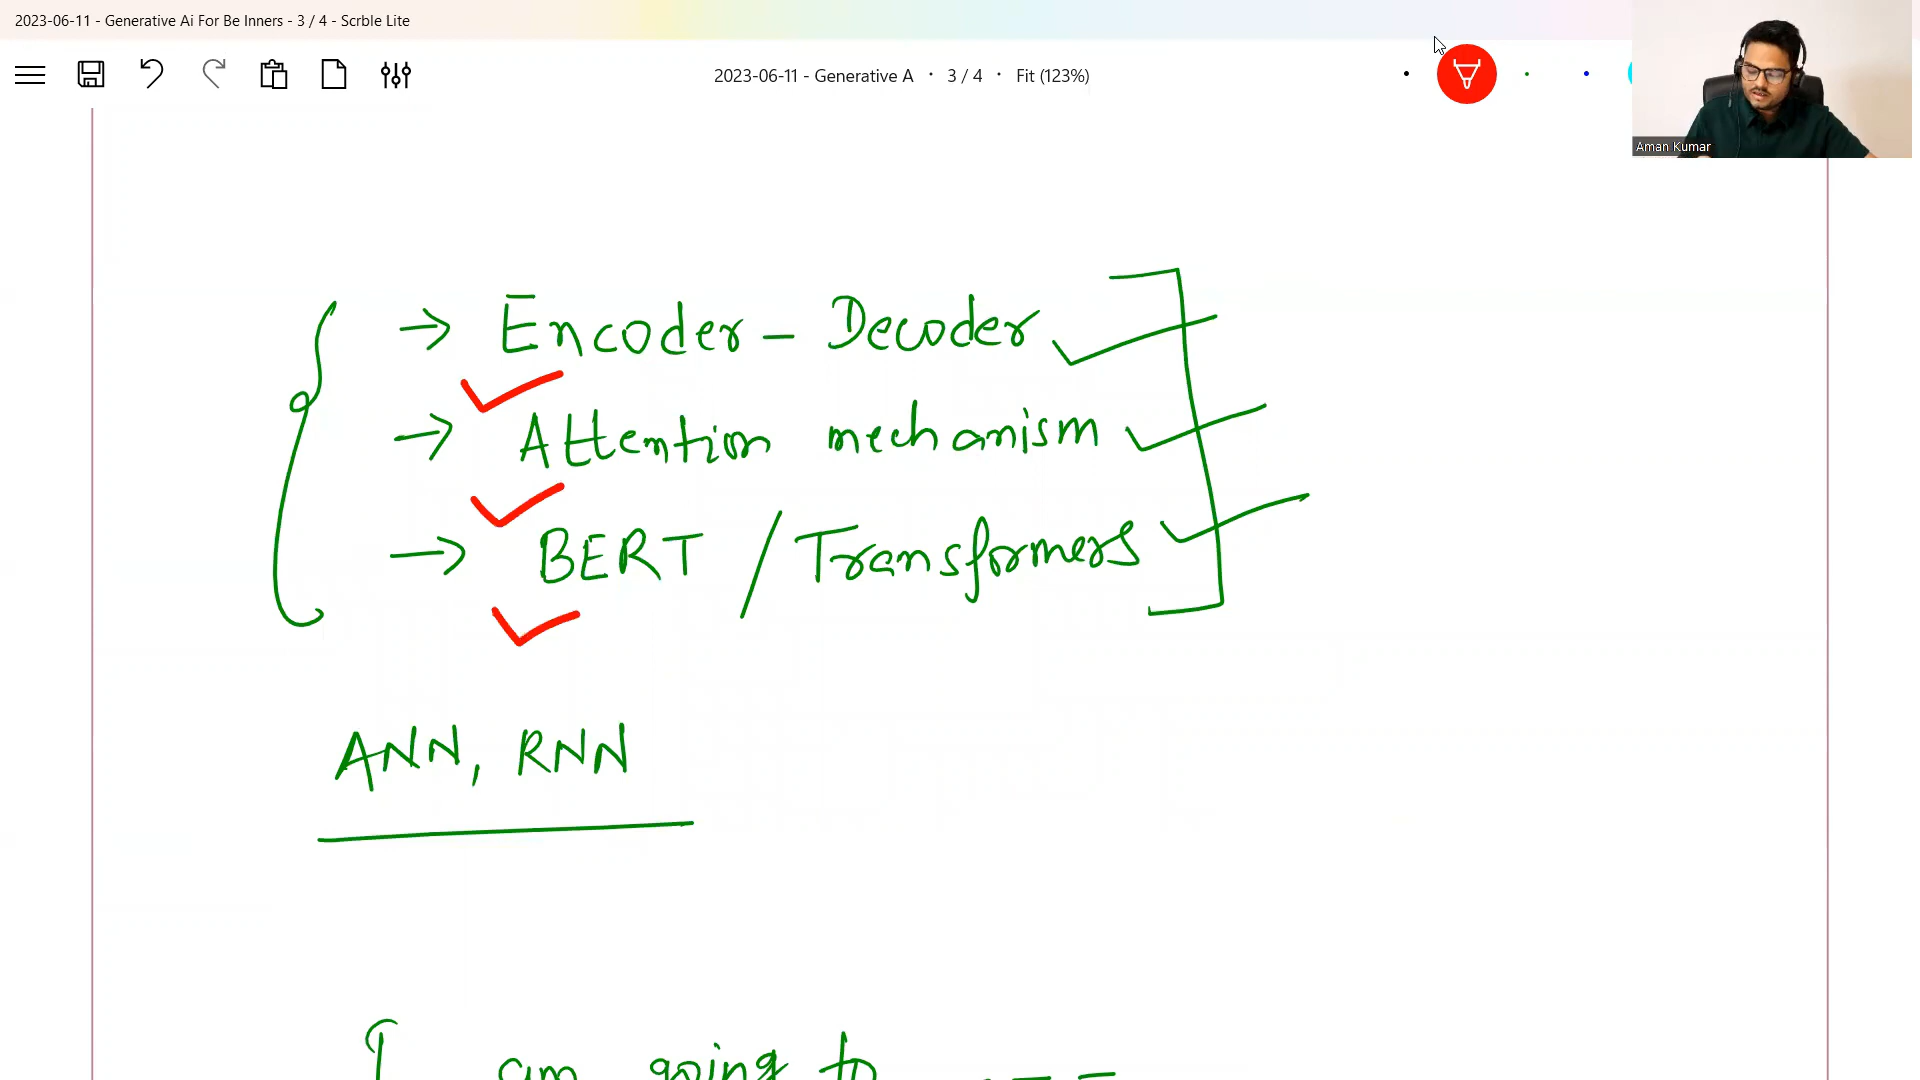 2023-06-11 - Generative Ai For Be Inners - 3 / 4 - Scrble Lite
2023-06-11 - Generative A · 3 / 4 · Fit (123%)
Aman Kumar
→ Encoder - Decoder
→ Attention mechanism
→ BERT / Transformers
ANN, RNN
I am going to